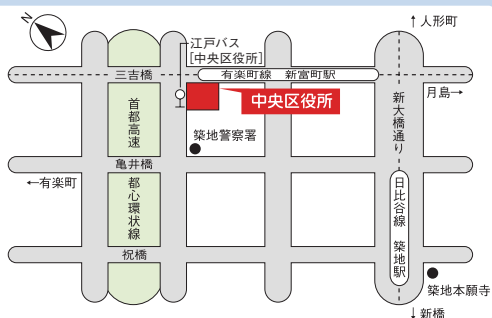 N
↑人形町
江戸バス
[中央区役所]
三吉橋
有楽町線 新富町駅
月島→
中央区役所
首都高速
新大橋通り
築地警察署
亀井橋
←有楽町
都心環状線
日比谷線 築地駅
祝橋
築地本願寺
↓新橋